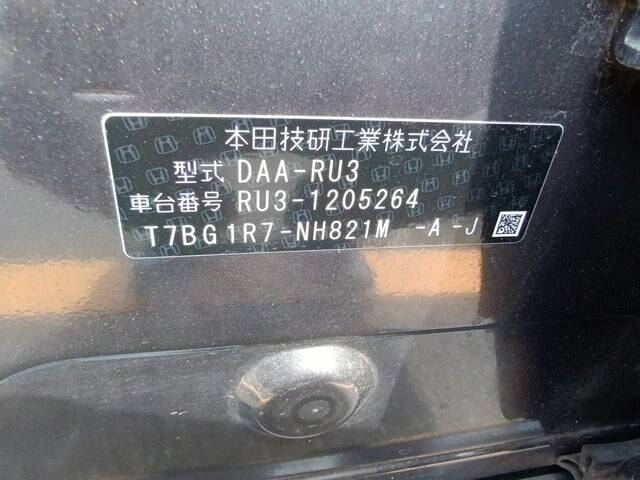 本田技研工業株式会社
型式 DAA-RU3
車台番号 RU3-1205264
T7BG1R7-NH821M -A -J